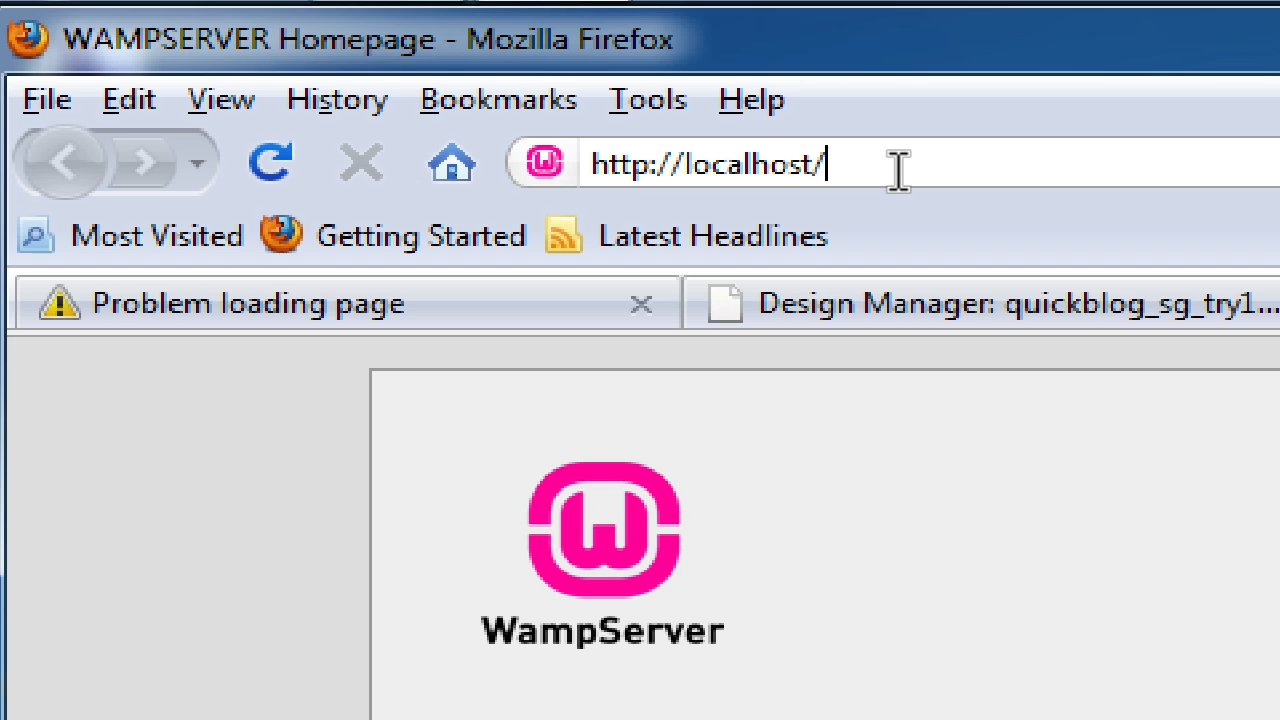 WAMPSERVER Homepage - Mozilla Firefox
File Edit View History Bookmarks Tools Help
http://localhost/
Most Visited Getting Started Latest Headlines
Problem loading page Design Manager: quickblog_sg_try1...
WampServer